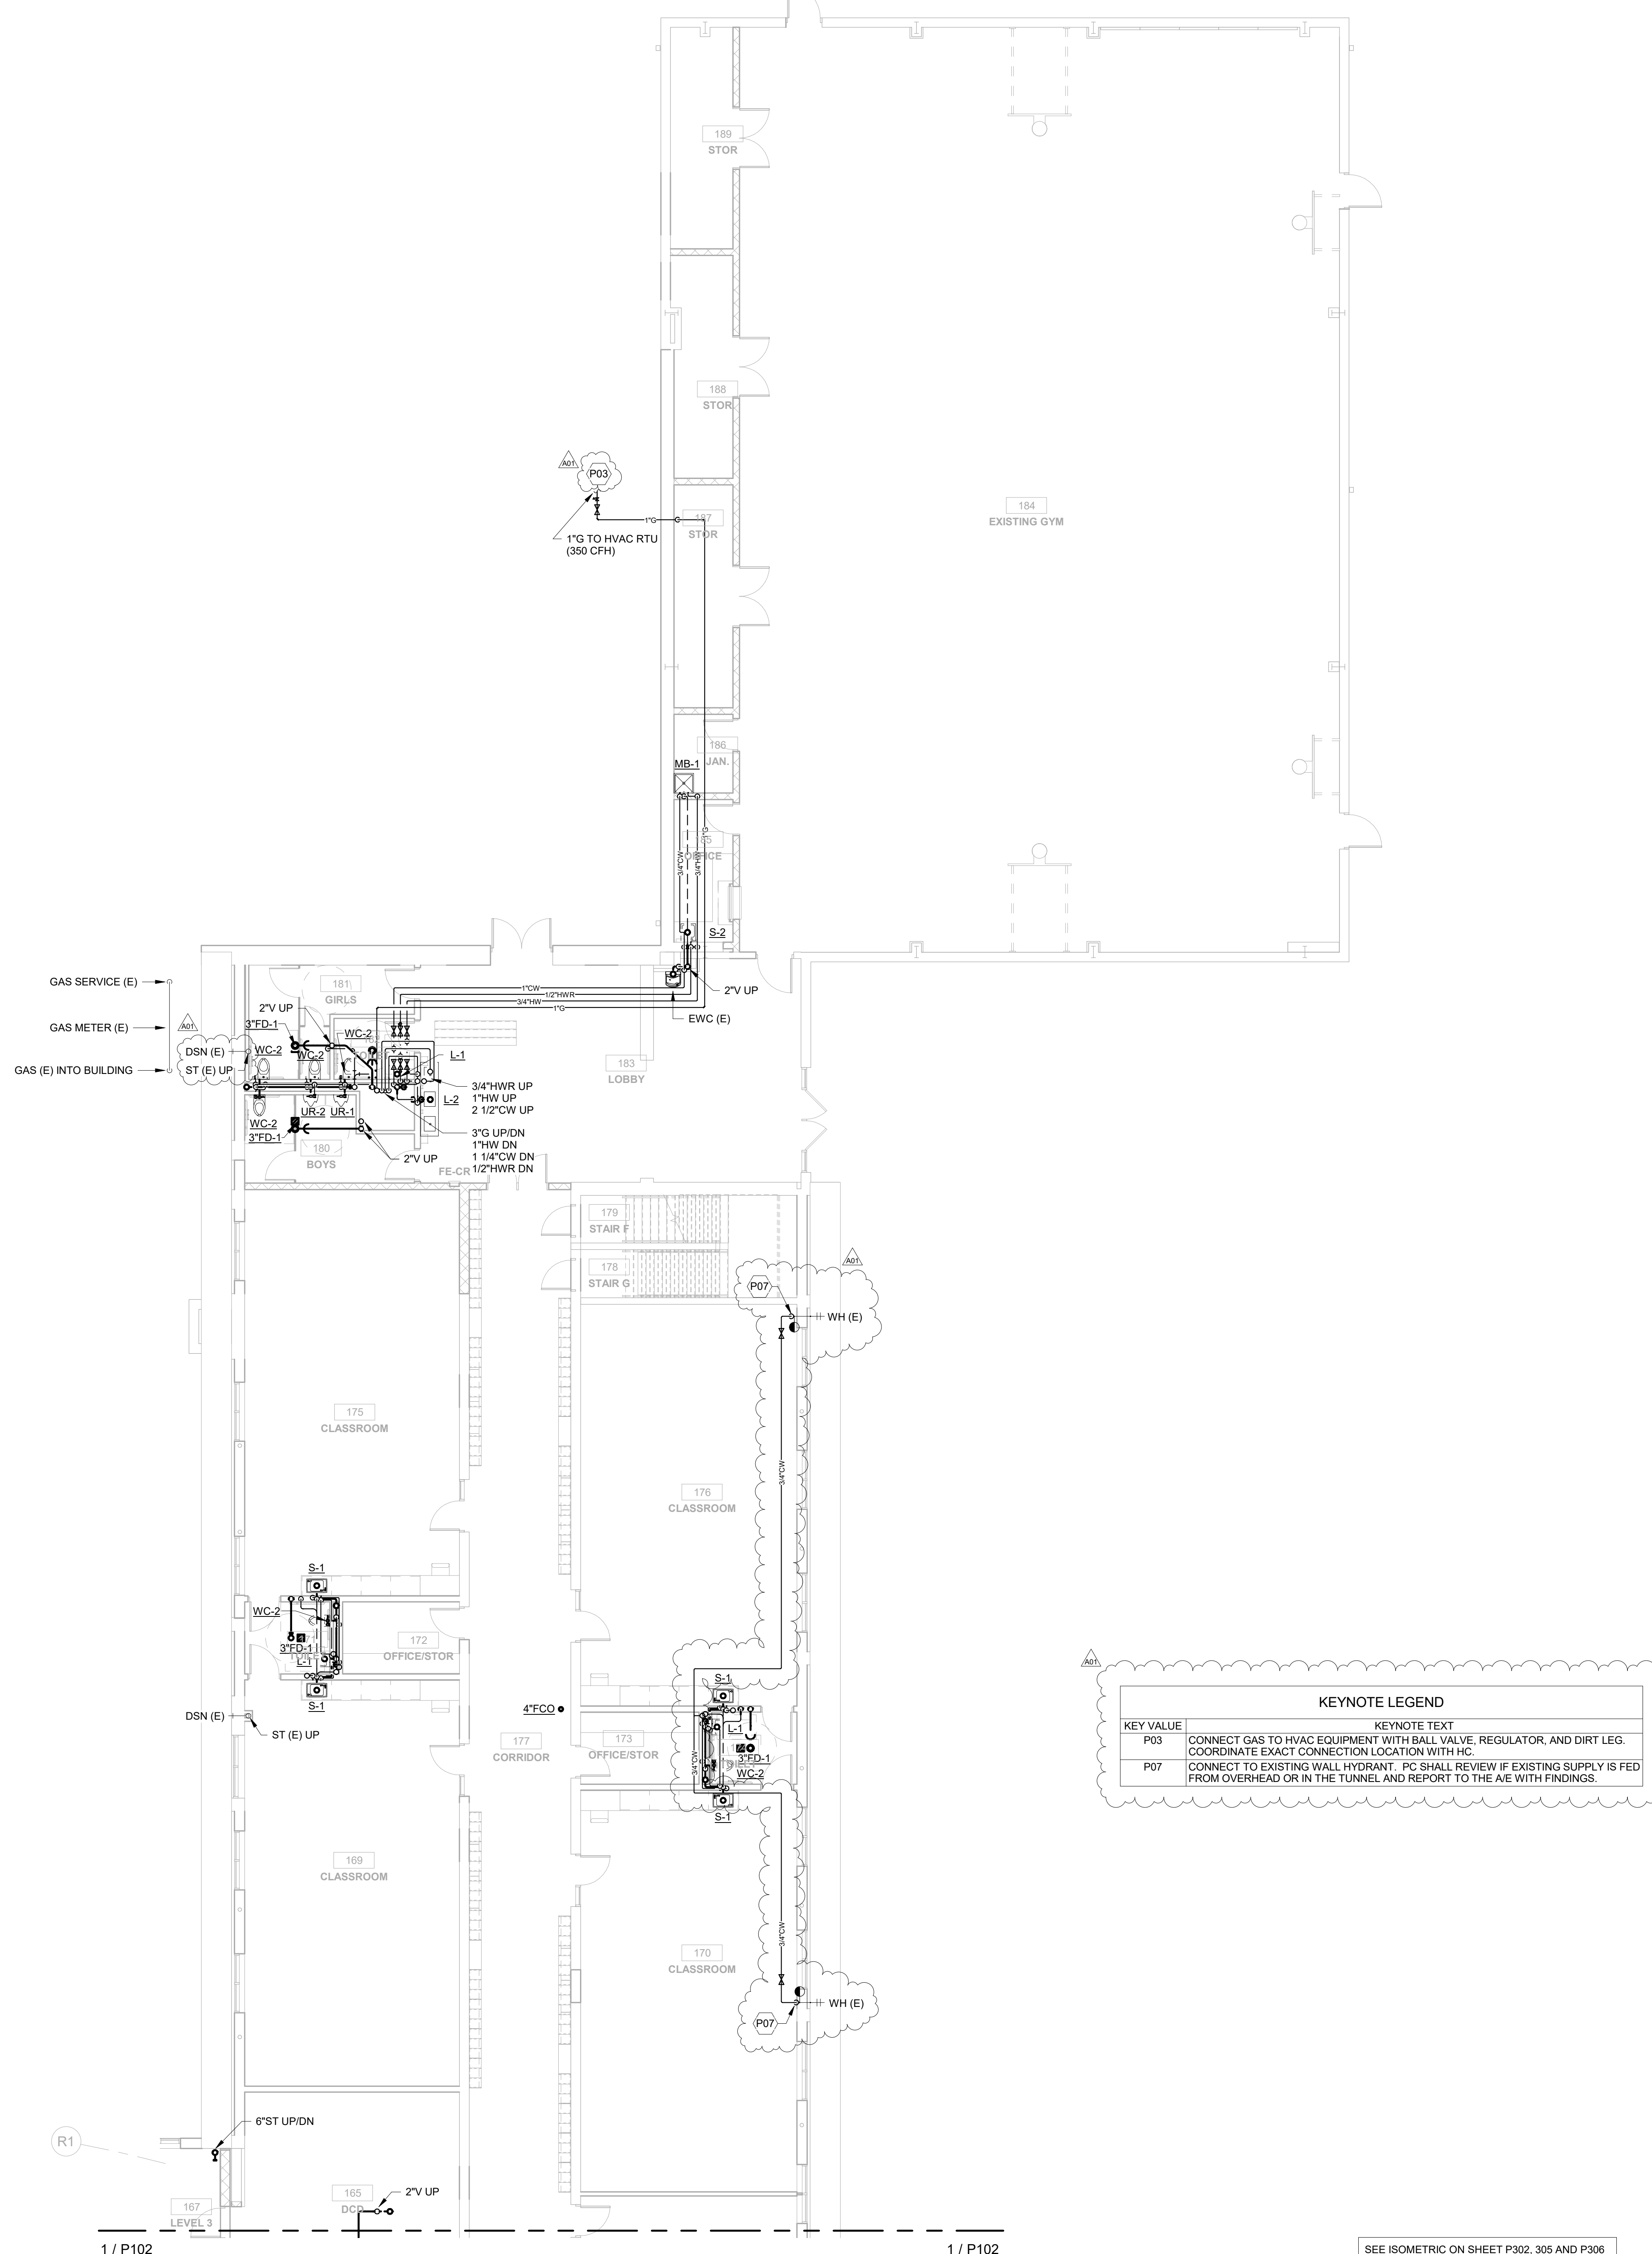 189
STOR
188
STOR
A01
P03
1"G
187
STOR
1"G TO HVAC RTU
(350 CFH)
184
EXISTING GYM
186
JAN.
MB-1
1"G
3/4"CW
3/4"HW
S-2
2"V UP
EWC (E)
1"CW
1/2"HWR
3/4"HW
1"G
GAS SERVICE (E)
GAS METER (E)
GAS (E) INTO BUILDING
A01
DSN (E)
ST (E) UP
181
GIRLS
2"V UP
3"FD-1
WC-2
WC-2
WC-2
L-1
L-2
183
LOBBY
3/4"HWR UP
1"HW UP
2 1/2"CW UP
UR-2
UR-1
WC-2
3"FD-1
3"G UP/DN
1"HW DN
1 1/4"CW DN
1/2"HWR DN
180
BOYS
2"V UP
FE-CR
179
STAIR F
178
STAIR G
A01
P07
WH (E)
175
CLASSROOM
3/4"CW
176
CLASSROOM
S-1
WC-2
3"FD-1
L-1
S-1
172
OFFICE/STOR
DSN (E)
ST (E) UP
4"FCO
177
CORRIDOR
173
OFFICE/STOR
S-1
L-1
3"FD-1
WC-2
3/4"CW
S-1
A01
KEYNOTE LEGEND
KEY VALUE KEYNOTE TEXT
P03 CONNECT GAS TO HVAC EQUIPMENT WITH BALL VALVE, REGULATOR, AND DIRT LEG.
COORDINATE EXACT CONNECTION LOCATION WITH HC.
P07 CONNECT TO EXISTING WALL HYDRANT. PC SHALL REVIEW IF EXISTING SUPPLY IS FED
FROM OVERHEAD OR IN THE TUNNEL AND REPORT TO THE A/E WITH FINDINGS.
169
CLASSROOM
3/4"CW
170
CLASSROOM
WH (E)
P07
6"ST UP/DN
R1
167
LEVEL 3
165
DCD
2"V UP
1 / P102
1 / P102
SEE ISOMETRIC ON SHEET P302, 305 AND P306